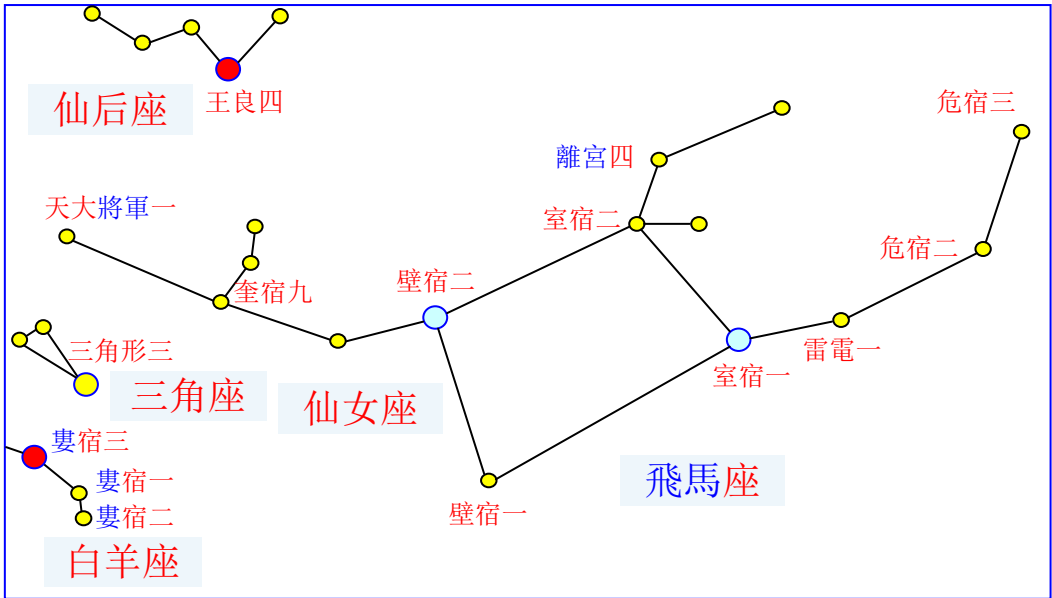 仙后座
王良四
危宿三
離宮四
天大將軍一
室宿二
危宿二
奎宿九
壁宿二
三角形三
雷電一
室宿一
三角座
仙女座
婁宿三
婁宿一
飛馬座
婁宿二
壁宿一
白羊座